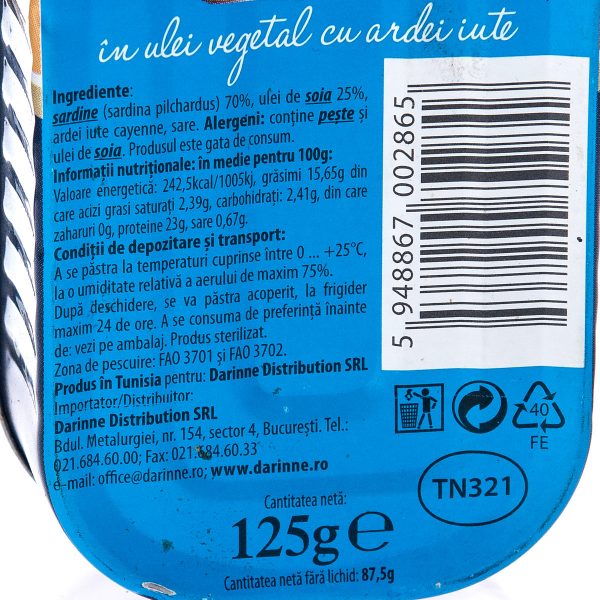 în ulei vegetal cu ardei iute
Ingrediente:
sardine (sardina pilchardus) 70%, ulei de soia 25%,
ardei iute cayenne, sare. Alergeni: conține pește și
ulei de soia. Produsul este gata de consum.
Informații nutriționale: în medie pentru 100g:
Valoare energetică: 242,5kcal/1005kj, grăsimi 15,65g din
care acizi grasi saturați 2,39g, carbohidrați: 2,41g, din care
zaharuri 0g, proteine 23g, sare 0,67g.
Condiții de depozitare și transport:
A se păstra la temperaturi cuprinse între 0 ... +25°C,
la o umiditate relativă a aerului de maxim 75%.
După deschidere, se va păstra acoperit, la frigider
maxim 24 de ore. A se consuma de preferință înainte
de: vezi pe ambalaj. Produs sterilizat.
Zona de pescuire: FAO 3701 și FAO 3702.
Produs în Tunisia pentru: Darinne Distribution SRL
Importator/Distribuitor:
Darinne Distribution SRL
Bdul. Metalurgiei, nr. 154, sector 4, București. Tel.:
021.684.60.00; Fax: 021.684.60.33
e-mail: office@darinne.ro; www.darinne.ro
Cantitatea netă:
125g e
Cantitatea netă fără lichid: 87,5g
5 948867 002865
40
FE
TN321